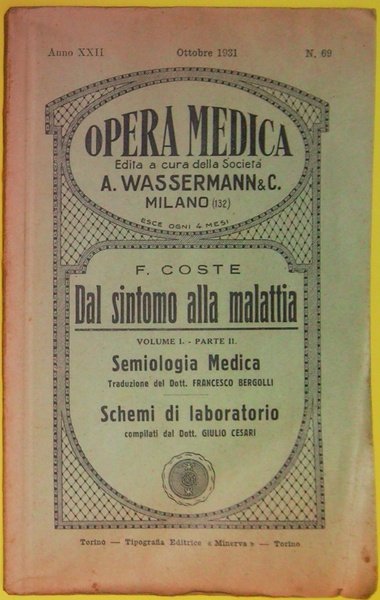 Anno XXII Ottobre 1931 N. 69
OPERA MEDICA
Edita a cura della Società
A. WASSERMANN & C.
MILANO (132)
ESCE OGNI 4 MESI
F. COSTE
Dal sintomo alla malattia
VOLUME I. - PARTE II.
Semiologia Medica
Traduzione del Dott. FRANCESCO BERGOLLI
Schemi di laboratorio
compilati dal Dott. GIULIO CESARI
Torino — Tipografia Editrice « Minerva » — Torino